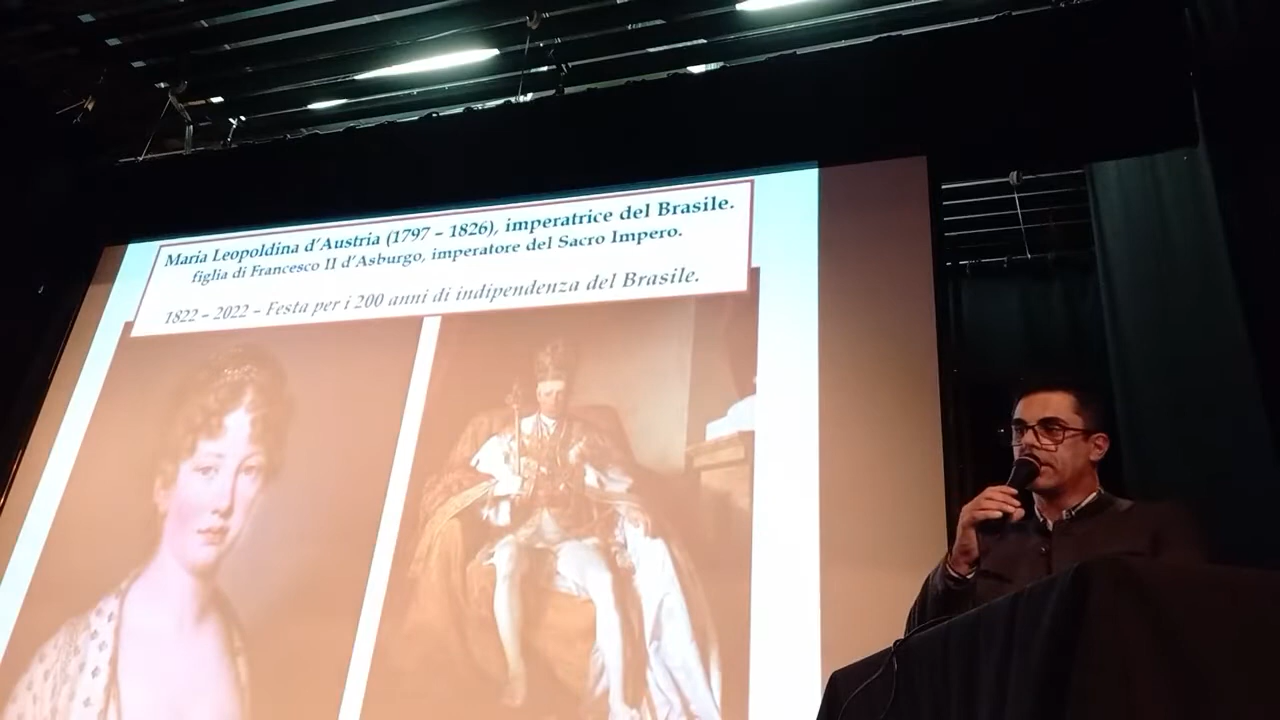 Maria Leopoldina d'Austria (1797 – 1826), imperatrice del Brasile.
figlia di Francesco II d'Asburgo, imperatore del Sacro Impero.
1822 – 2022 – Festa per i 200 anni di indipendenza del Brasile.